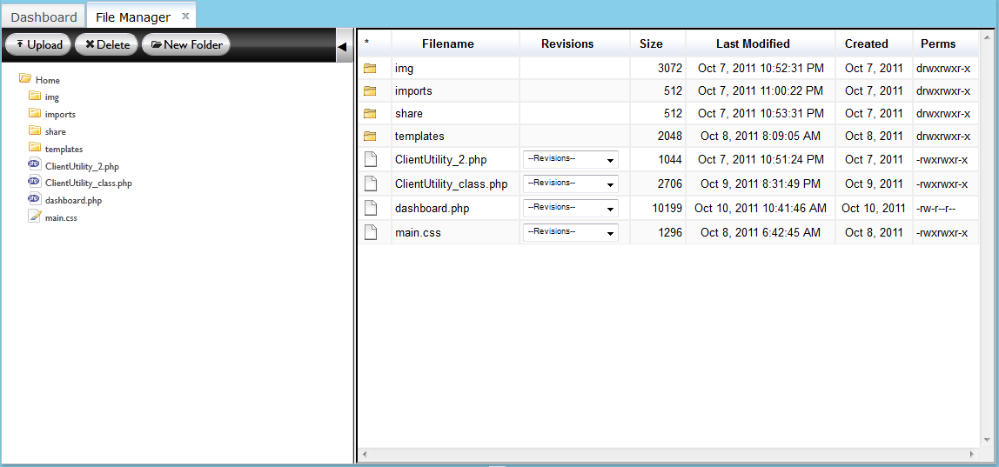 Dashboard File Manager x
Upload Delete New Folder
Home
img
imports
share
templates
ClientUtility_2.php
ClientUtility_class.php
dashboard.php
main.css
* Filename Revisions Size Last Modified Created Perms
img 3072 Oct 7, 2011 10:52:31 PM Oct 7, 2011 drwxrwxr-x
imports 512 Oct 7, 2011 11:00:22 PM Oct 7, 2011 drwxrwxr-x
share 512 Oct 7, 2011 10:53:31 PM Oct 7, 2011 drwxrwxr-x
templates 2048 Oct 8, 2011 8:09:05 AM Oct 8, 2011 drwxrwxr-x
ClientUtility_2.php --Revisions-- 1044 Oct 7, 2011 10:51:24 PM Oct 7, 2011 -rwxrwxr-x
ClientUtility_class.php --Revisions-- 2706 Oct 9, 2011 8:31:49 PM Oct 9, 2011 -rwxrwxr-x
dashboard.php --Revisions-- 10199 Oct 10, 2011 10:41:46 AM Oct 10, 2011 -rw-r--r--
main.css --Revisions-- 1296 Oct 8, 2011 6:42:45 AM Oct 8, 2011 -rwxrwxr-x